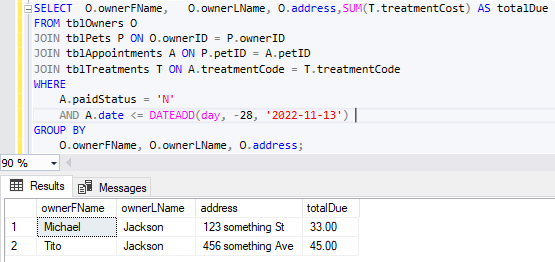 SELECT O.ownerFName, O.ownerLName, O.address,SUM(T.treatmentCost) AS totalDue
FROM tblOwners O
JOIN tblPets P ON O.ownerID = P.ownerID
JOIN tblAppointments A ON P.petID = A.petID
JOIN tblTreatments T ON A.treatmentCode = T.treatmentCode
WHERE
A.paidStatus = 'N'
AND A.date <= DATEADD(day, -28, '2022-11-13')
GROUP BY
O.ownerFName, O.ownerLName, O.address;
90 %
Results Messages
ownerFName ownerLName address totalDue
1 Michael Jackson 123 something St 33.00
2 Tito Jackson 456 something Ave 45.00